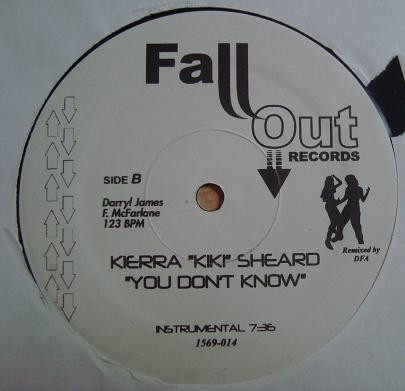 Fall
Out
RECORDS
SIDE B
Darryl James
F. McFarlane
123 BPM
Remixed by
DFA
KIERRA "KIKI" SHEARD
"YOU DON'T KNOW"
INSTRUMENTAL 7:36
1569-014